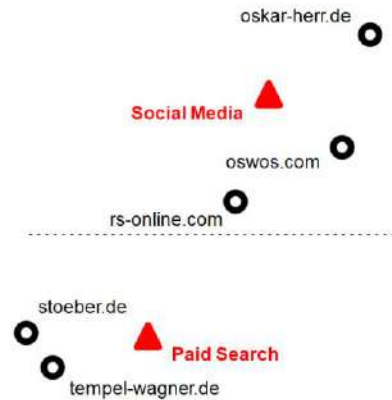 oskar-herr.de
Social Media
oswos.com
rs-online.com
stoeber.de
Paid Search
tempel-wagner.de